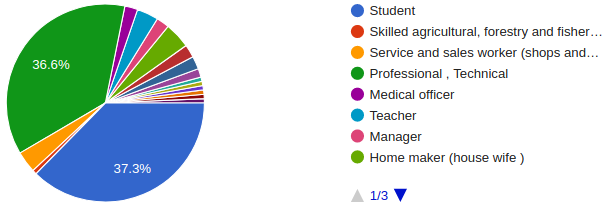 36.6%
37.3%
Student
Skilled agricultural, forestry and fisher…
Service and sales worker (shops and…
Professional , Technical
Medical officer
Teacher
Manager
Home maker (house wife )
1/3